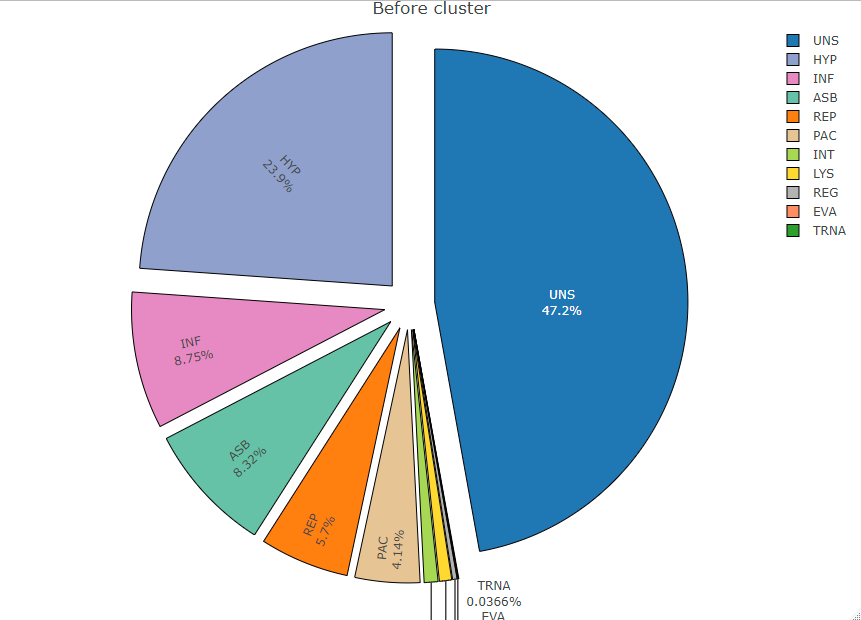 Before cluster
UNS
HYP
INF
ASB
REP
PAC
INT
LYS
REG
EVA
TRNA
HYP
23.9%
UNS
47.2%
INF
8.75%
ASB
8.32%
REP
5.7%
PAC
4.14%
TRNA
0.0366%
EVA